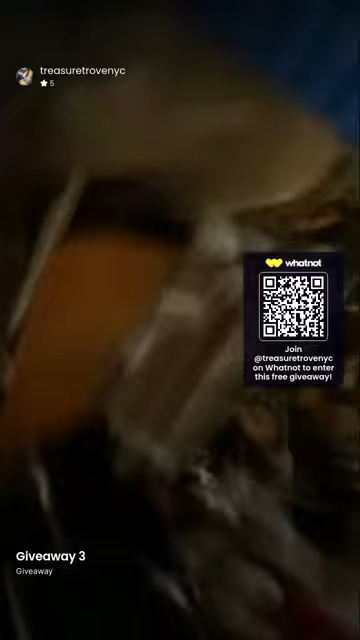 treasuretrovenyc
★ 5
whatnot
Join
@treasuretrovenyc
on Whatnot to enter
this free giveaway!
Giveaway 3
Giveaway